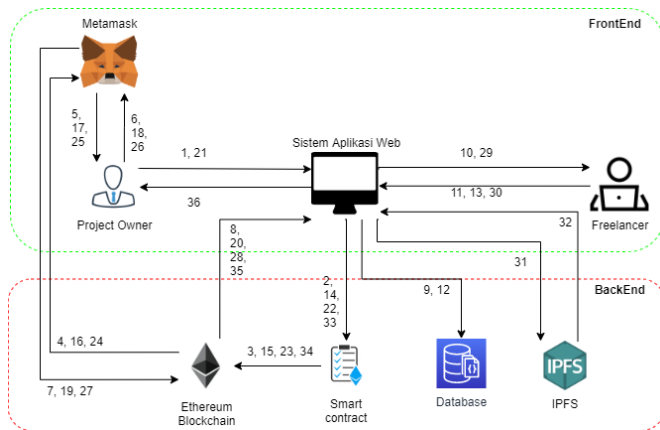 Metamask
FrontEnd
5,
17,
25
6,
18,
26
Sistem Aplikasi Web
1, 21
10, 29
36
11, 13, 30
Project Owner
Freelancer
8,
20,
28,
35
32
31
2,
14,
22,
33
9, 12
BackEnd
4, 16, 24
3, 15, 23, 34
7, 19, 27
IPFS
Ethereum
Blockchain
Smart
contract
Database
IPFS